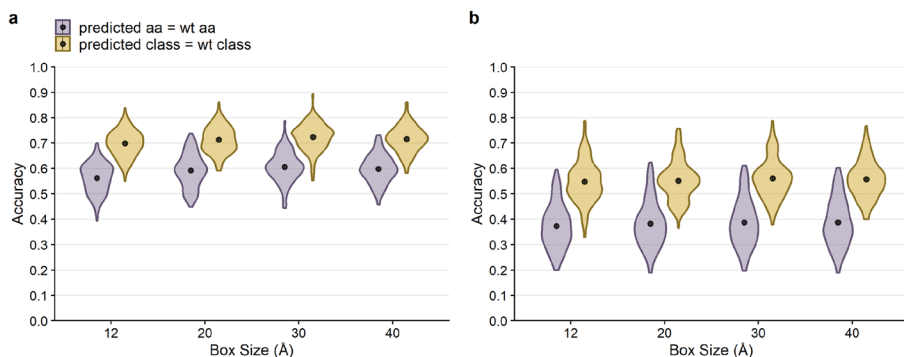 a
predicted aa = wt aa
predicted class = wt class
1.0
0.9
0.8
0.7
0.6
0.5
0.4
0.3
0.2
0.1
0.0
Accuracy
12 20 30 40
Box Size (Å)
b
1.0
0.9
0.8
0.7
0.6
0.5
0.4
0.3
0.2
0.1
0.0
Accuracy
12 20 30 40
Box Size (Å)